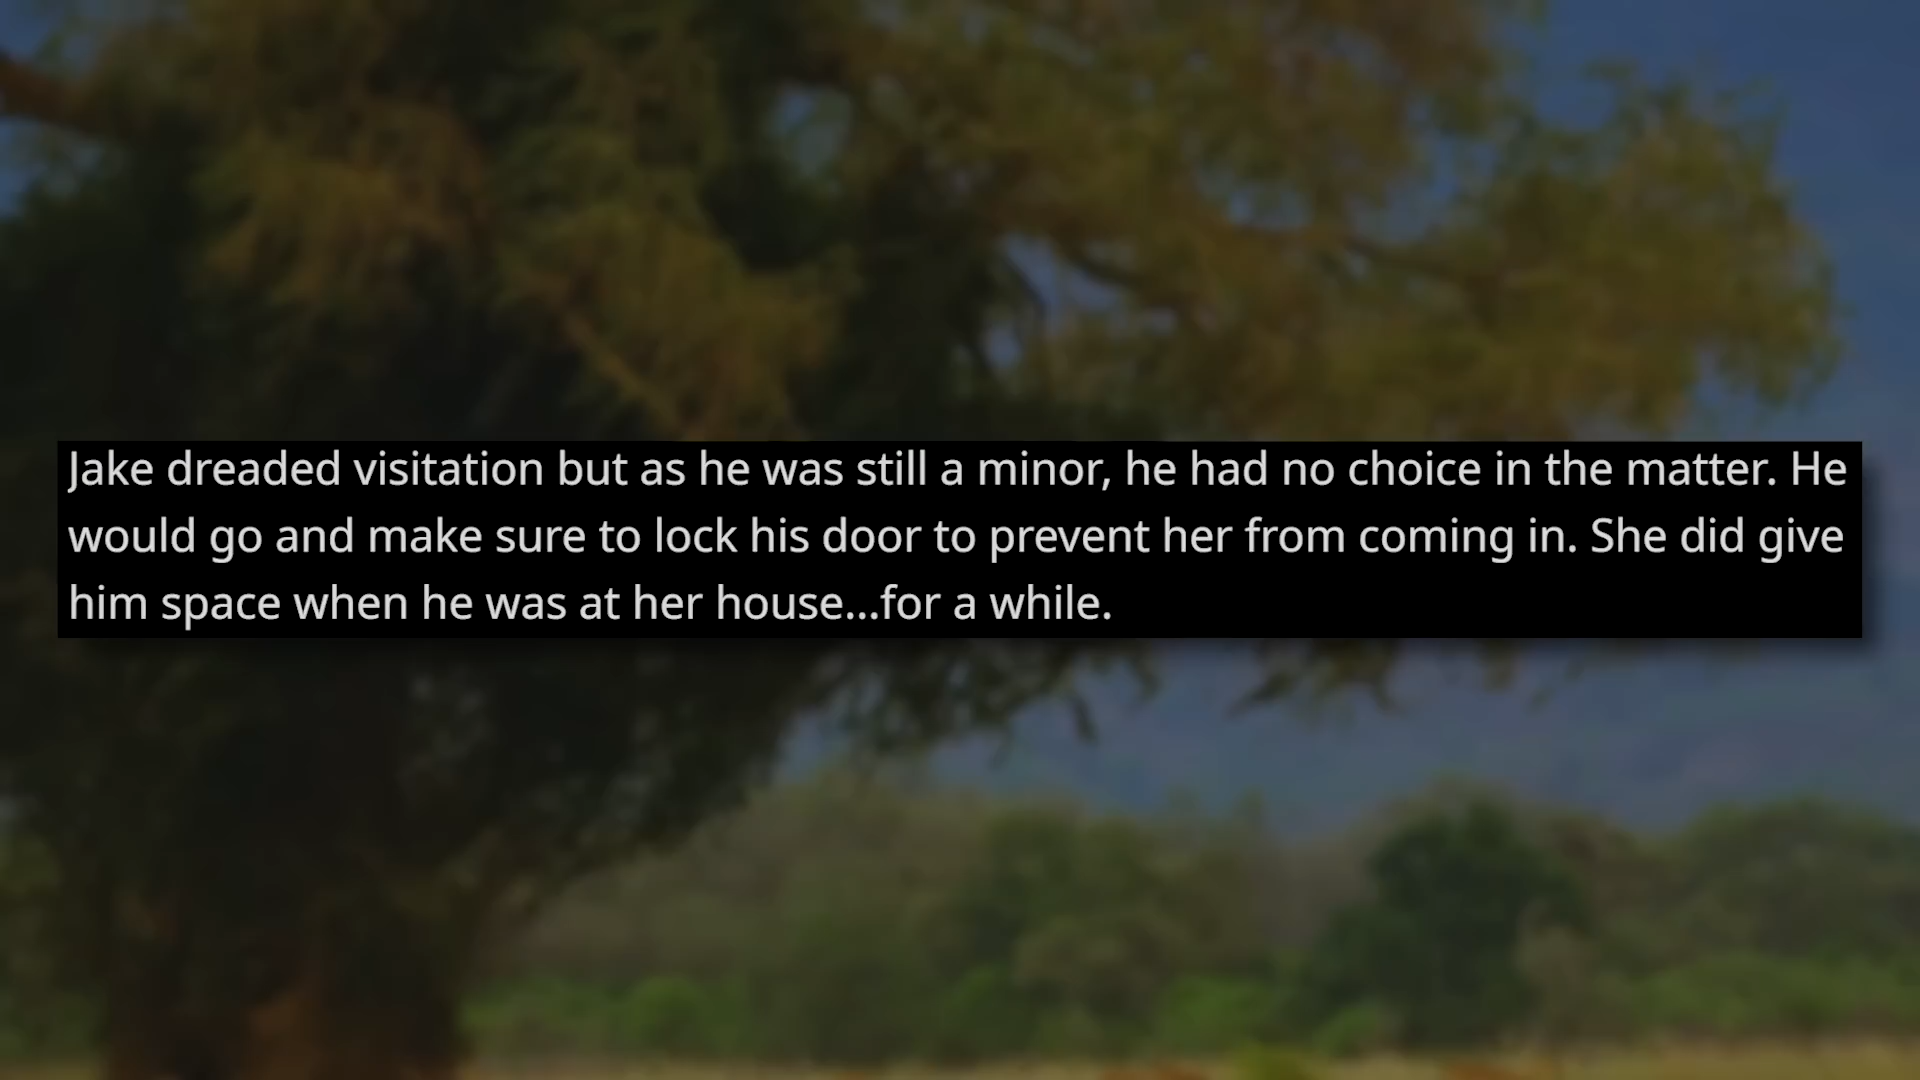 Jake dreaded visitation but as he was still a minor, he had no choice in the matter. He
would go and make sure to lock his door to prevent her from coming in. She did give
him space when he was at her house...for a while.